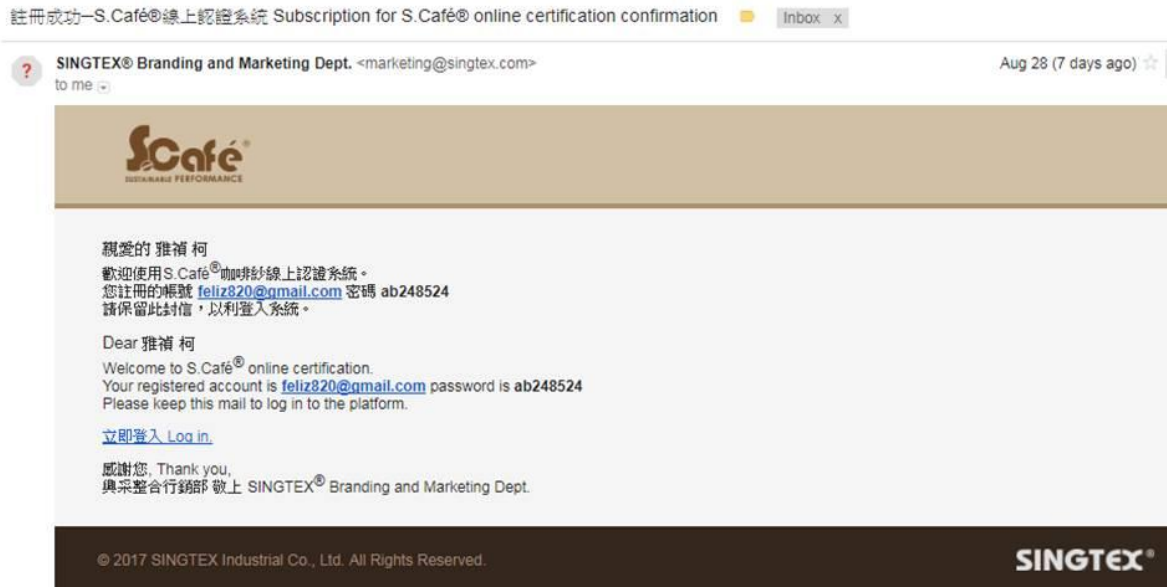 註冊成功─S.Café®線上認證系統 Subscription for S.Café® online certification confirmation Inbox x
? SINGTEX® Branding and Marketing Dept. <marketing@singtex.com> Aug 28 (7 days ago)
to me
S.Café®
SUSTAINABLE PERFORMANCE
親愛的 雅禎 柯
歡迎使用S.Café®咖啡紗線上認證系統。
您註冊的帳號 feliz820@gmail.com 密碼 ab248524
請保留此封信，以利登入系統。
Dear 雅禎 柯
Welcome to S.Café® online certification.
Your registered account is feliz820@gmail.com password is ab248524
Please keep this mail to log in to the platform.
立即登入 Log in.
感謝您, Thank you,
興采整合行銷部 敬上 SINGTEX® Branding and Marketing Dept.
© 2017 SINGTEX Industrial Co., Ltd. All Rights Reserved. SINGTEX®